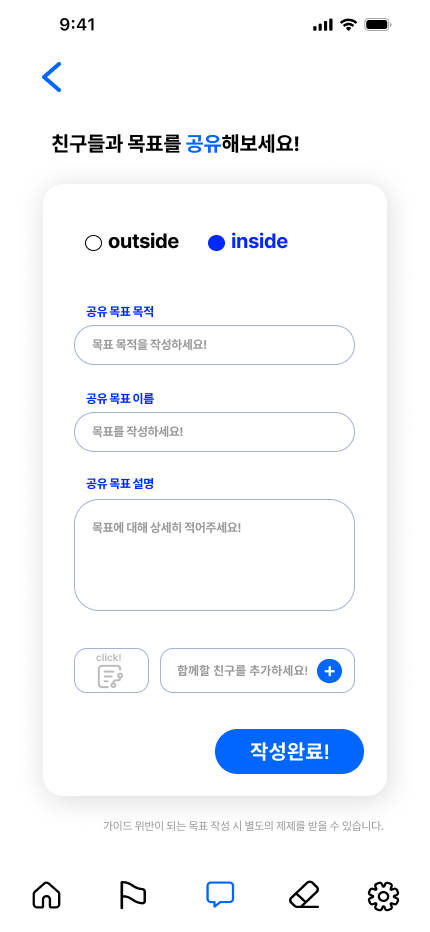 9:41
친구들과 목표를 공유해보세요!
outside inside
공유 목표 목적
목표 목적을 작성하세요!
공유 목표 이름
목표를 작성하세요!
공유 목표 설명
목표에 대해 상세히 적어주세요!
click!
함께할 친구를 추가하세요!
작성완료!
가이드 위반이 되는 목표 작성 시 별도의 제제를 받을 수 있습니다.